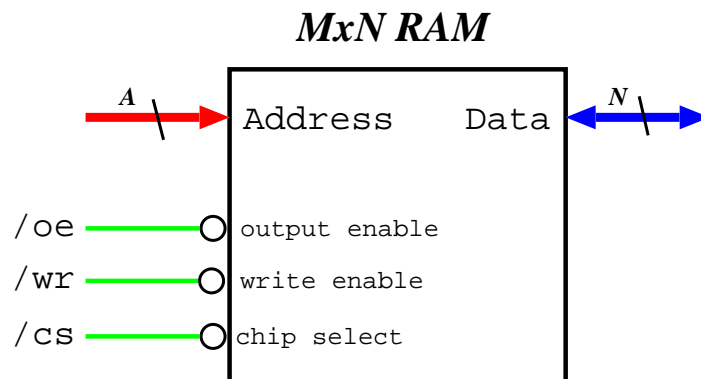 MxN RAM
A
N
Address Data
/oe output enable
/wr write enable
/cs chip select